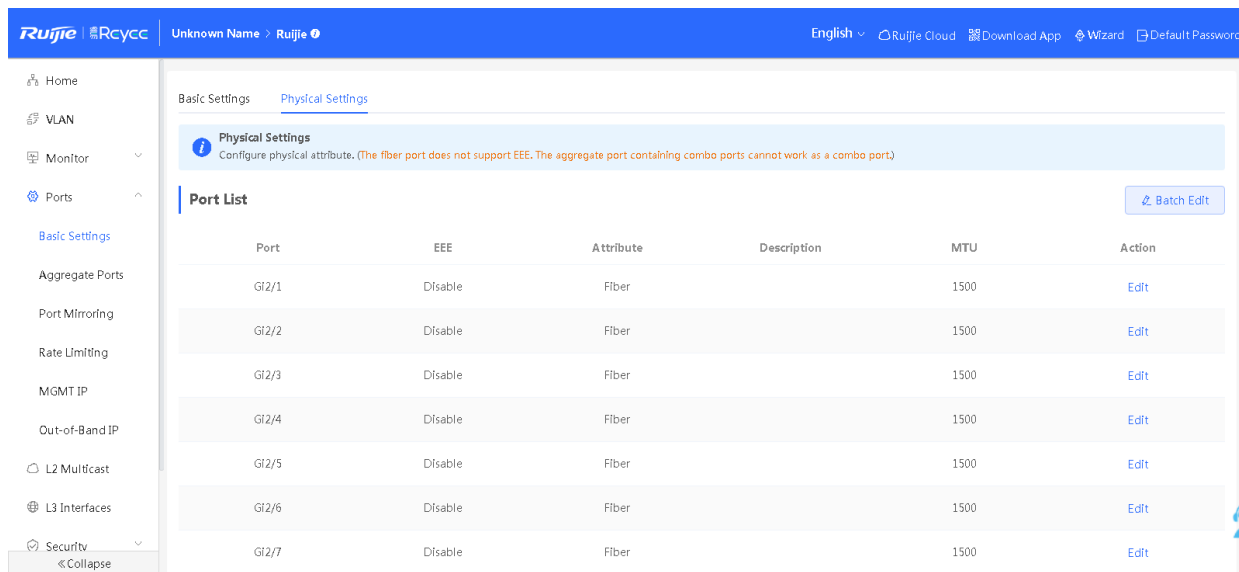 Ruijie | Rcycc Unknown Name > Ruijie English Ruijie Cloud Download App Wizard Default Password
Home
VLAN
Monitor
Ports
Basic Settings
Aggregate Ports
Port Mirroring
Rate Limiting
MGMT IP
Out-of-Band IP
L2 Multicast
L3 Interfaces
Security
«Collapse
Basic Settings Physical Settings
Physical Settings
Configure physical attribute. (The fiber port does not support EEE. The aggregate port containing combo ports cannot work as a combo port.)
Port List Batch Edit
Port EEE Attribute Description MTU Action
Gi2/1 Disable Fiber 1500 Edit
Gi2/2 Disable Fiber 1500 Edit
Gi2/3 Disable Fiber 1500 Edit
Gi2/4 Disable Fiber 1500 Edit
Gi2/5 Disable Fiber 1500 Edit
Gi2/6 Disable Fiber 1500 Edit
Gi2/7 Disable Fiber 1500 Edit